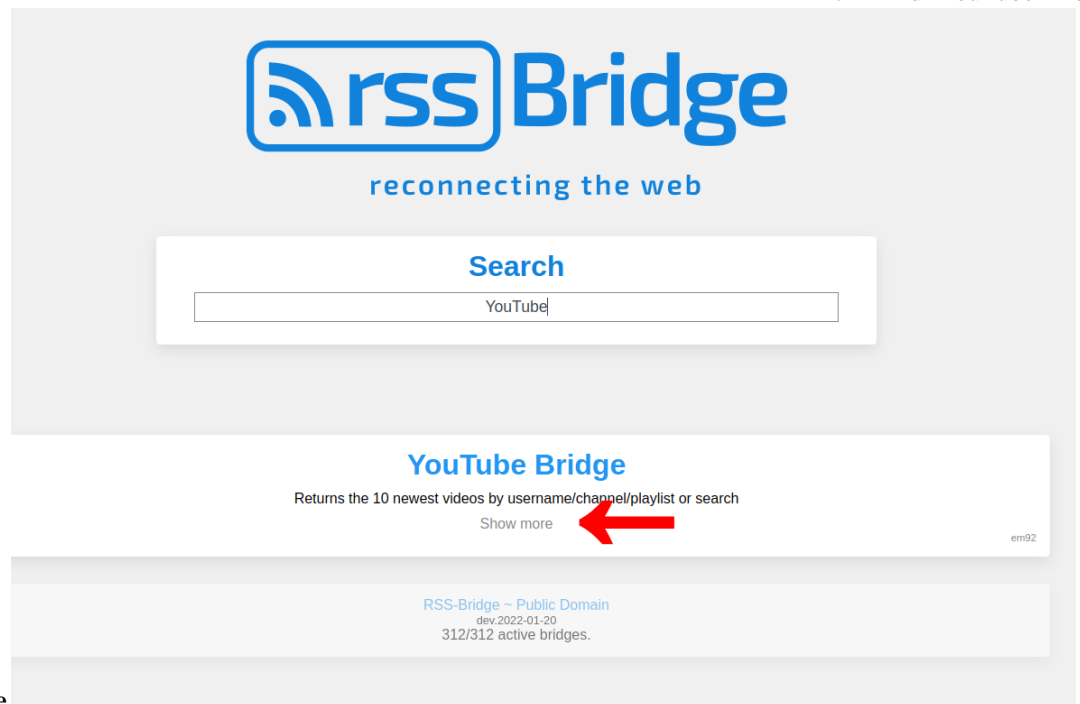 rss Bridge
reconnecting the web
Search
YouTube
YouTube Bridge
Returns the 10 newest videos by username/channel/playlist or search
Show more
em92
RSS-Bridge ~ Public Domain
dev.2022-01-20
312/312 active bridges.
e